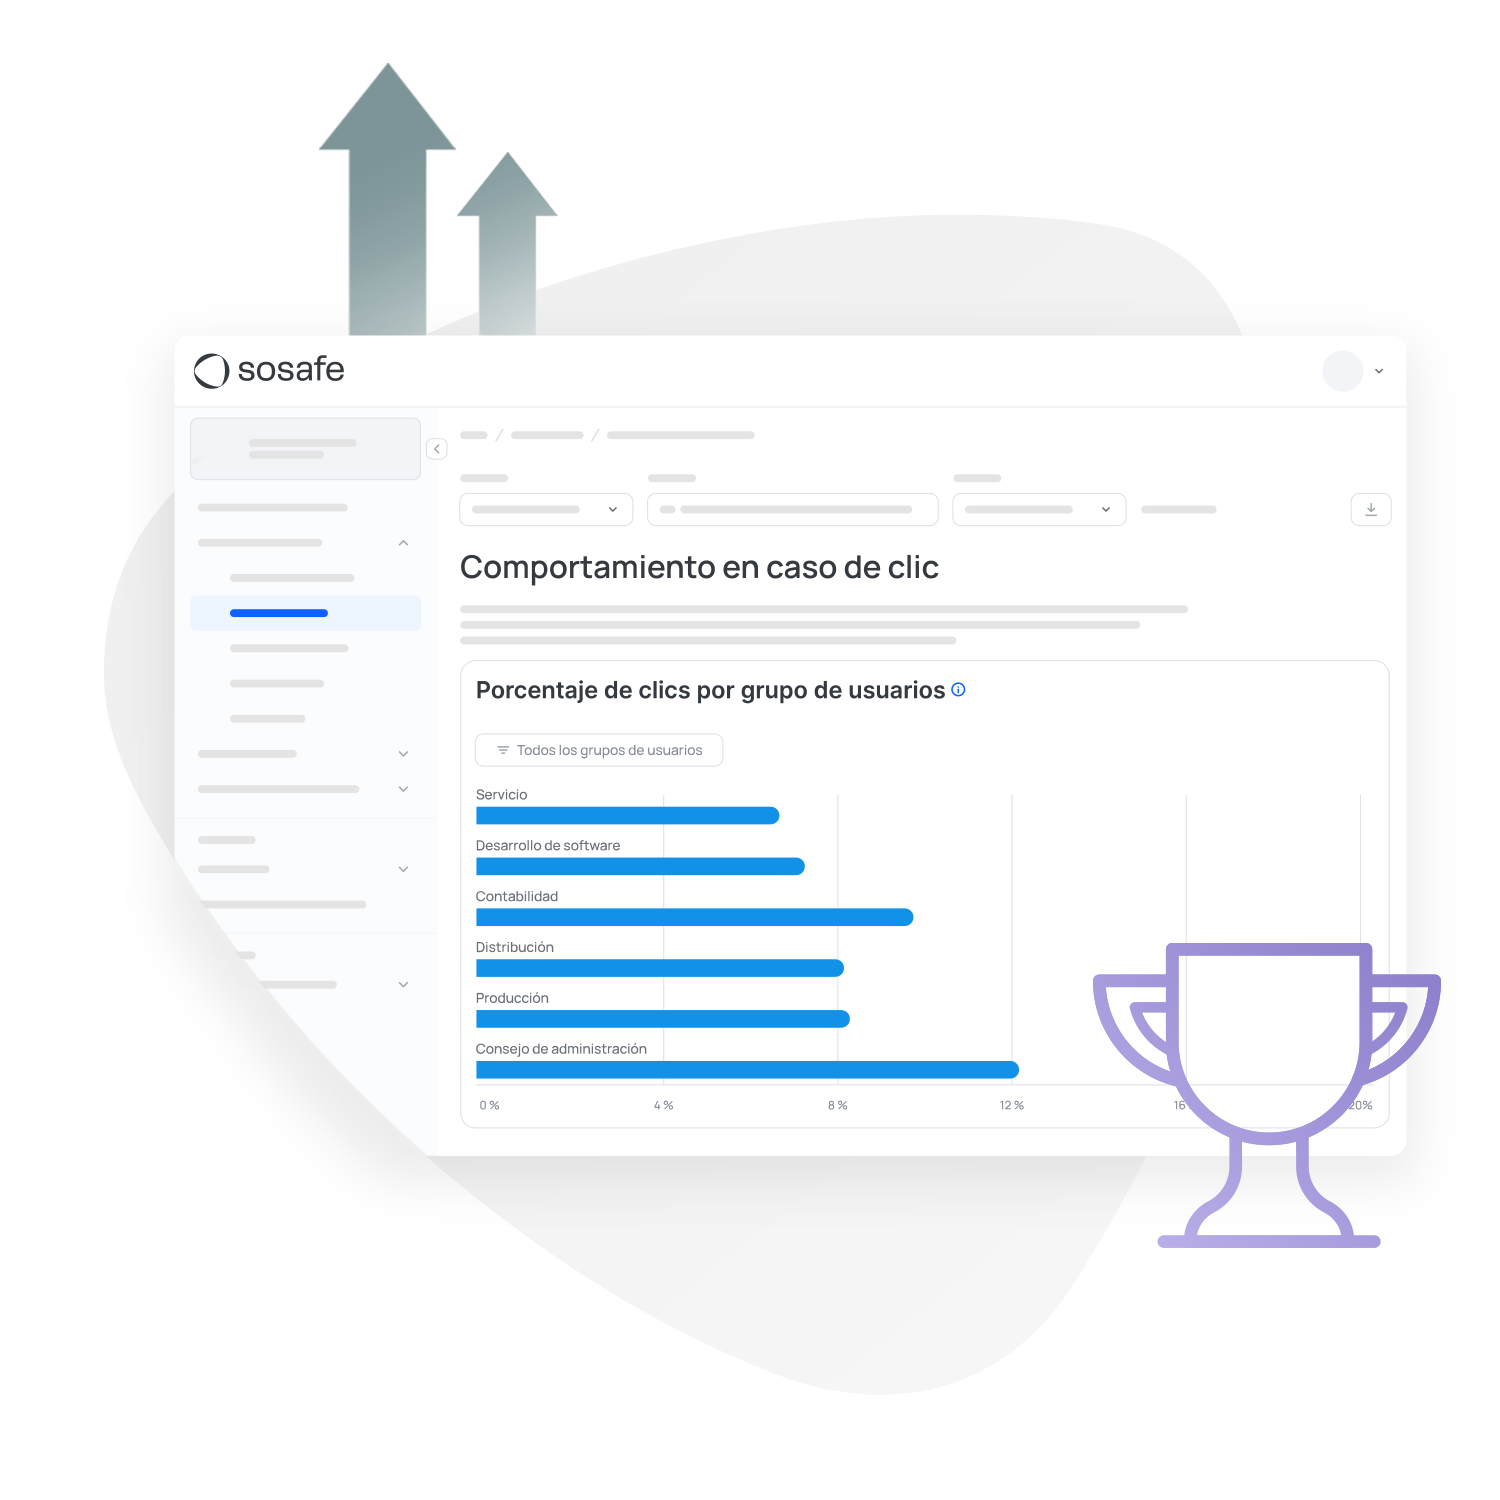 sosafe
Comportamiento en caso de clic
Porcentaje de clics por grupo de usuarios
Todos los grupos de usuarios
Servicio
Desarrollo de software
Contabilidad
Distribución
Producción
Consejo de administración
0 % 4 % 8 % 12 % 16 20%